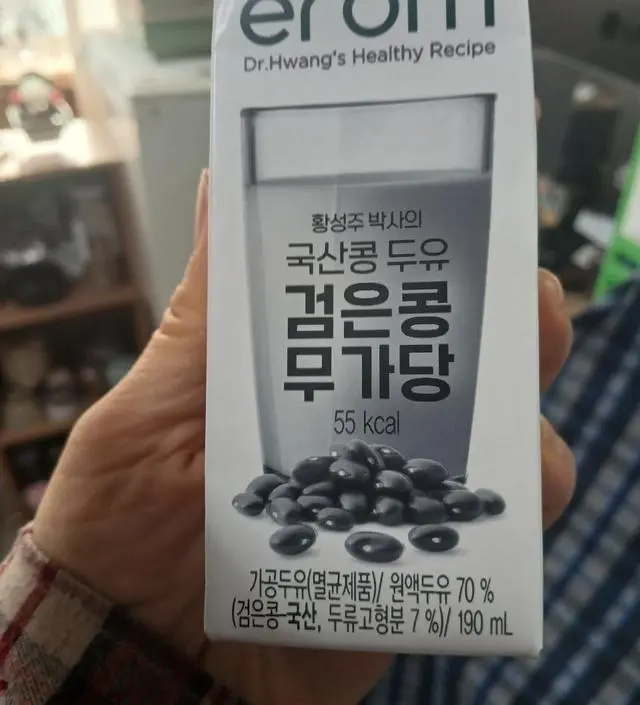 erom
Dr.Hwang's Healthy Recipe
황성주 박사의
국산콩 두유
검은콩
무가당
55 kcal
가공두유(멸균제품)/ 원액두유 70 %
(검은콩·국산, 두류고형분 7 %)/ 190 mL